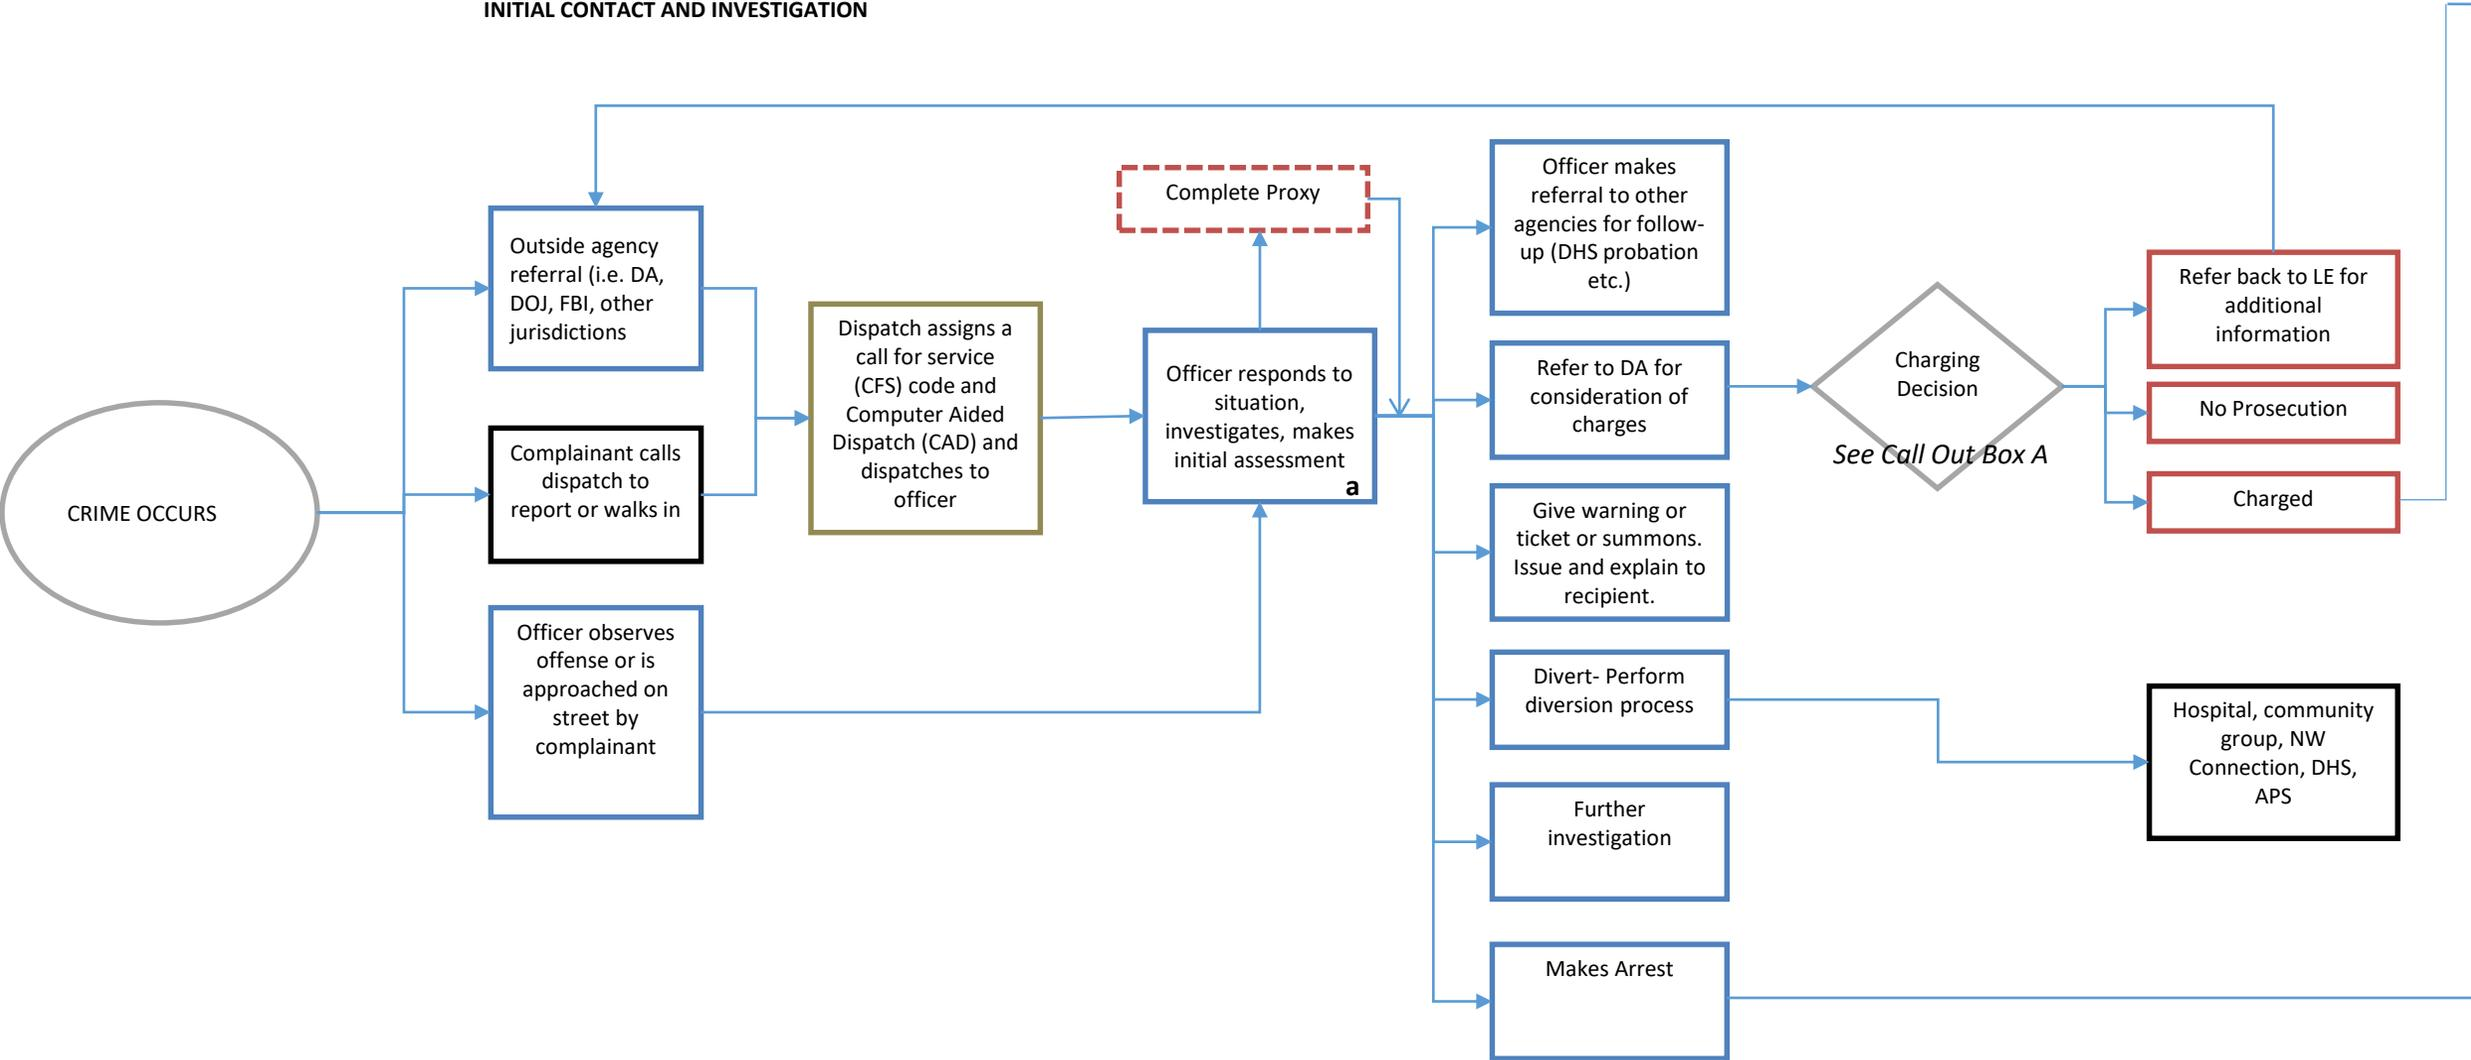 INITIAL CONTACT AND INVESTIGATION
CRIME OCCURS
Outside agency
referral (i.e. DA,
DOJ, FBI, other
jurisdictions
Complainant calls
dispatch to
report or walks in
Officer observes
offense or is
approached on
street by
complainant
Dispatch assigns a
call for service
(CFS) code and
Computer Aided
Dispatch (CAD) and
dispatches to
officer
Complete Proxy
Officer responds to
situation,
investigates, makes
initial assessment
a
Officer makes
referral to other
agencies for follow-
up (DHS probation
etc.)
Refer to DA for
consideration of
charges
Give warning or
ticket or summons.
Issue and explain to
recipient.
Divert- Perform
diversion process
Further
investigation
Makes Arrest
Charging
Decision
See Call Out Box A
Refer back to LE for
additional
information
No Prosecution
Charged
Hospital, community
group, NW
Connection, DHS,
APS